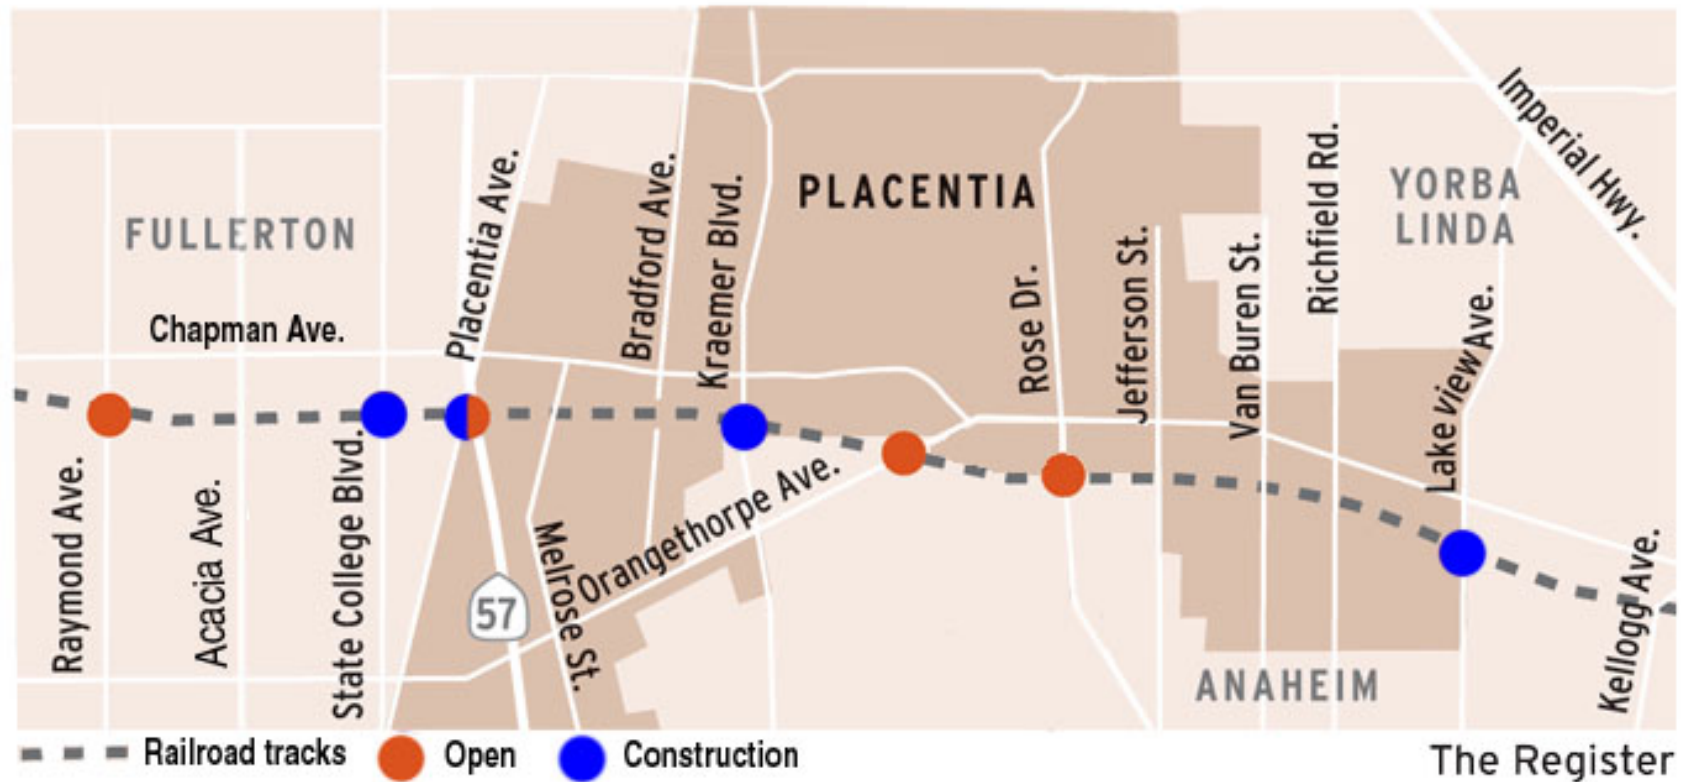 Imperial Hwy.
Placentia Ave.
Bradford Ave.
Kraemer Blvd.
PLACENTIA
Richfield Rd.
YORBA
LINDA
FULLERTON
Chapman Ave.
Rose Dr.
Jefferson St.
Van Buren St.
Lake View Ave.
Raymond Ave.
Acacia Ave.
State College Blvd.
57
Melrose St.
Orangethorpe Ave.
ANAHEIM
Kellogg Ave.
Railroad tracks
Open
Construction
The Register